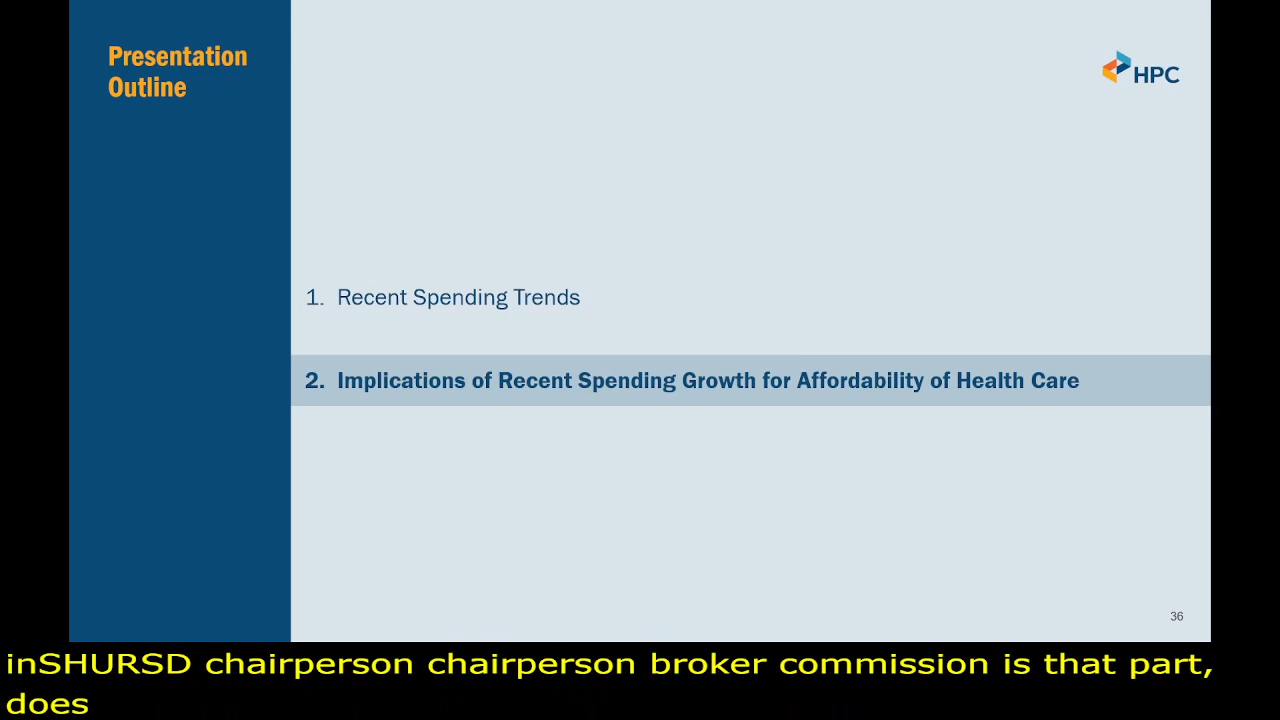 Presentation
Outline
HPC
1. Recent Spending Trends
2. Implications of Recent Spending Growth for Affordability of Health Care
36
inSHURSD chairperson chairperson broker commission is that part,
does